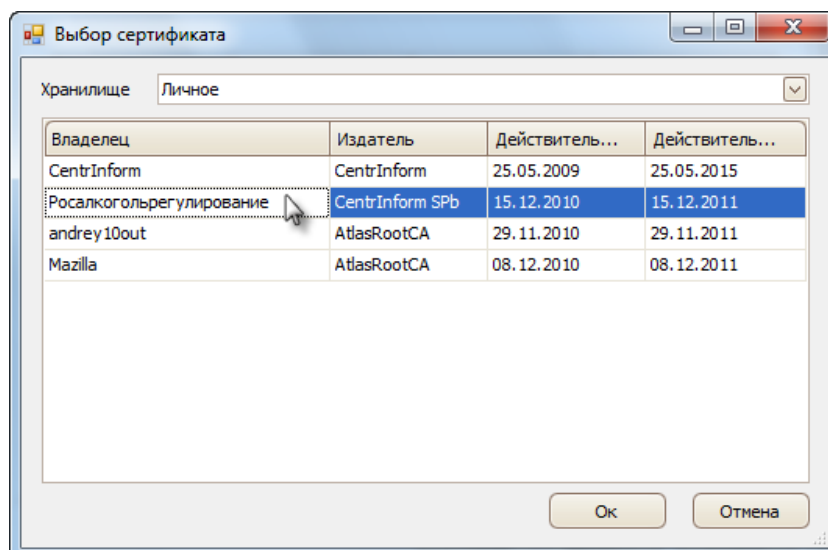 Выбор сертификата
Хранилище Личное
Владелец Издатель Действитель... Действитель...
CentrInform CentrInform 25.05.2009 25.05.2015
Росалкогольрегулирование CentrInform SPb 15.12.2010 15.12.2011
andrey10out AtlasRootCA 29.11.2010 29.11.2011
Mazilla AtlasRootCA 08.12.2010 08.12.2011
Ок Отмена